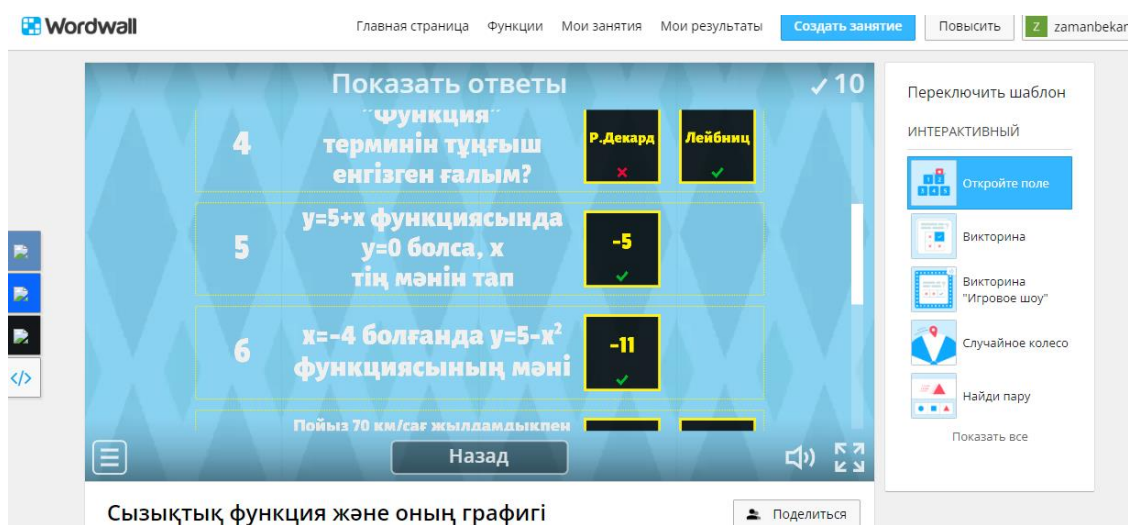 Wordwall
Главная страница Функции Мои занятия Мои результаты Создать занятие Повысить Z zamanbekar
Показать ответы ✓10
4
"Функция"
терминін тұңғыш
енгізген ғалым?
Р.Декард
Лейбниц
5
y=5+x функциясында
y=0 болса, x
тің мәнін тап
-5
6
x=-4 болғанда y=5-x²
функциясының мәні
-11
Пойыз 70 км/сағ жылдамдықпен
Назад
Сызықтық функция және оның графигі
Поделиться
Переключить шаблон
ИНТЕРАКТИВНЫЙ
Откройте поле
Викторина
Викторина
"Игровое шоу"
Случайное колесо
Найди пару
Показать все